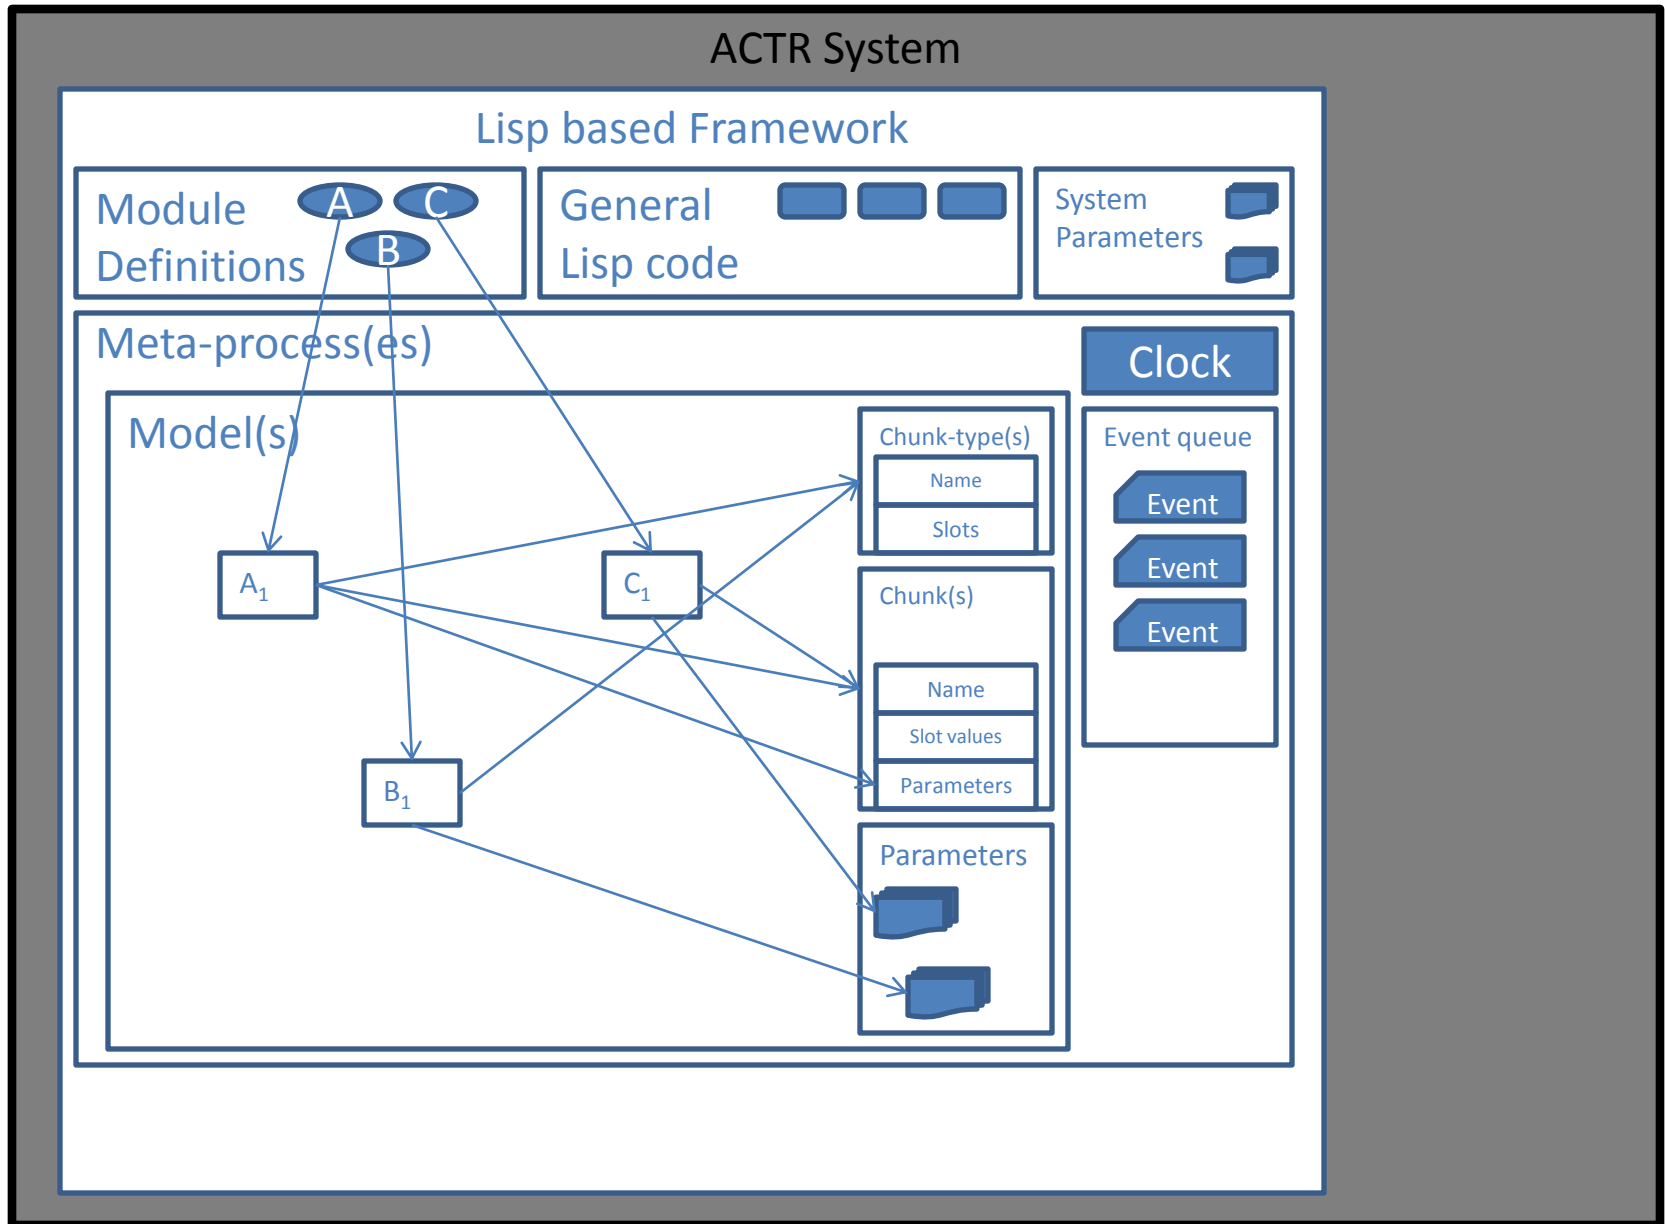 ACTR System
Lisp based Framework
Module
Definitions
A
C
B
General
Lisp code
System
Parameters
Meta-process(es)
Clock
Model(s)
Chunk-type(s)
Name
Slots
Event queue
Event
Event
Event
A₁
C₁
Chunk(s)
Name
Slot values
Parameters
B₁
Parameters